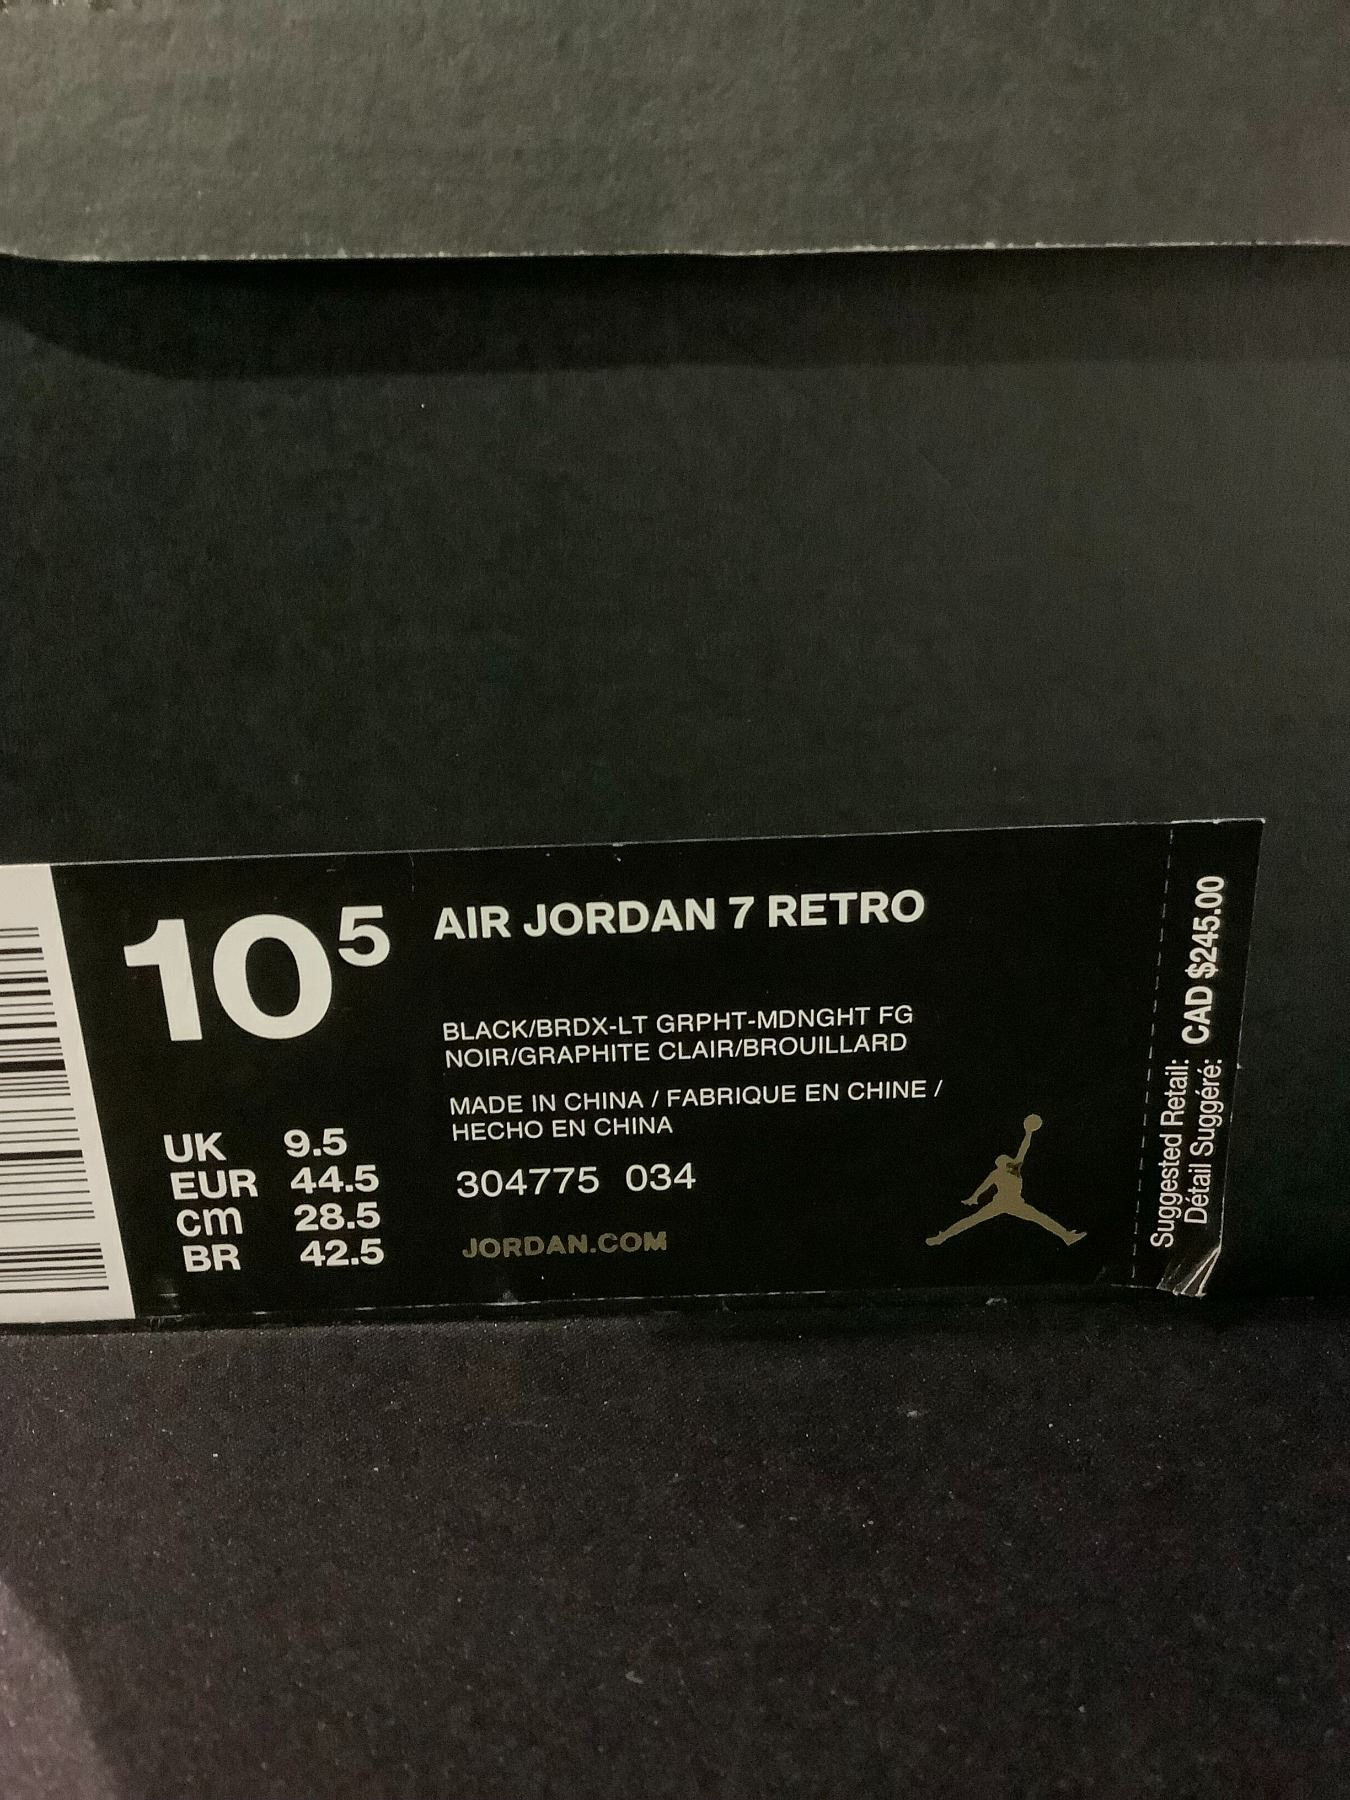 10⁵
AIR JORDAN 7 RETRO
BLACK/BRDX-LT GRPHT-MDNGHT FG
NOIR/GRAPHITE CLAIR/BROUILLARD
MADE IN CHINA / FABRIQUE EN CHINE /
HECHO EN CHINA
304775 034
JORDAN.COM
UK 9.5
EUR 44.5
cm 28.5
BR 42.5
Suggested Retail: CAD $245.00
Détail Suggéré: